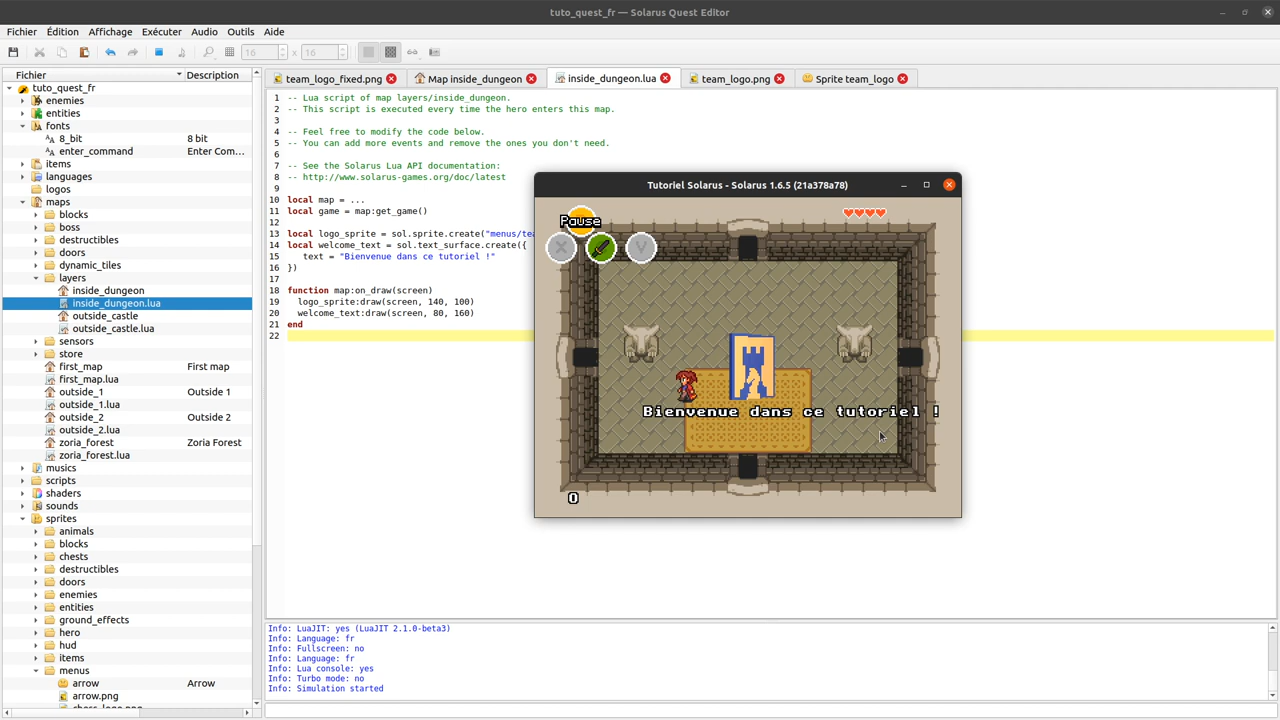 tuto_quest_fr — Solarus Quest Editor
Fichier Édition Affichage Exécuter Audio Outils Aide
16 x 16
Fichier Description
team_logo_fixed.png Map inside_dungeon inside_dungeon.lua team_logo.png Sprite team_logo
tuto_quest_fr
enemies
entities
fonts
8_bit 8 bit
enter_command Enter Com...
items
languages
logos
maps
blocks
boss
destructibles
doors
dynamic_tiles
layers
inside_dungeon
inside_dungeon.lua
outside_castle
outside_castle.lua
sensors
store
first_map First map
first_map.lua
outside_1 Outside 1
outside_1.lua
outside_2 Outside 2
outside_2.lua
zoria_forest Zoria Forest
zoria_forest.lua
musics
scripts
shaders
sounds
sprites
animals
blocks
chests
destructibles
doors
enemies
entities
ground_effects
hero
hud
items
menus
arrow Arrow
arrow.png
1 -- Lua script of map layers/inside_dungeon.
2 -- This script is executed every time the hero enters this map.
3
4 -- Feel free to modify the code below.
5 -- You can add more events and remove the ones you don't need.
6
7 -- See the Solarus Lua API documentation:
8 -- http://www.solarus-games.org/doc/latest
9
10 local map = ...
11 local game = map:get_game()
12
13 local logo_sprite = sol.sprite.create("menus/tea
14 local welcome_text = sol.text_surface.create({
15 text = "Bienvenue dans ce tutoriel !"
16 })
17
18 function map:on_draw(screen)
19 logo_sprite:draw(screen, 140, 100)
20 welcome_text:draw(screen, 80, 160)
21 end
22
Tutoriel Solarus - Solarus 1.6.5 (21a378a78)
Pause
X V
Bienvenue dans ce tutoriel !
0
Info: LuaJIT: yes (LuaJIT 2.1.0-beta3)
Info: Language: fr
Info: Fullscreen: no
Info: Language: fr
Info: Lua console: yes
Info: Turbo mode: no
Info: Simulation started